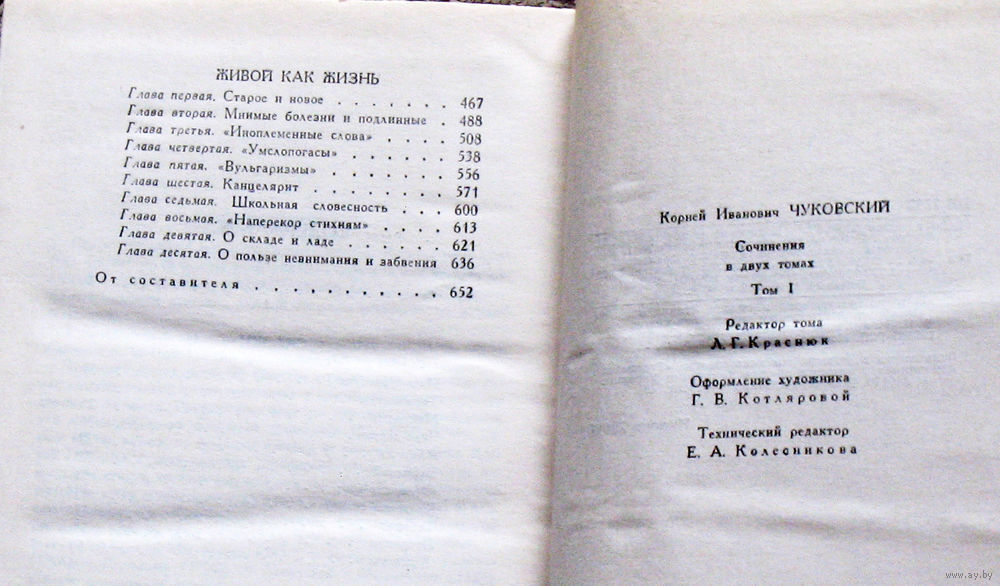 ЖИВОЙ КАК ЖИЗНЬ
Глава первая. Старое и новое . . . . . . . 467
Глава вторая. Мнимые болезни и подлинные . 488
Глава третья. «Иноплеменные слова» . . . . 508
Глава четвертая. «Умслопогасы» . . . . . . 538
Глава пятая. «Вульгаризмы» . . . . . . . 556
Глава шестая. Канцелярит . . . . . . . . 571
Глава седьмая. Школьная словесность . . . 600
Глава восьмая. «Наперекор стихиям» . . . . 613
Глава девятая. О складе и ладе . . . . . . 621
Глава десятая. О пользе невнимания и забвения 636
От составителя . . . . . . . . . . . . 652
Корней Иванович ЧУКОВСКИЙ
Сочинения
в двух томах
Том I
Редактор тома
Л. Г. Краснюк
Оформление художника
Г. В. Котляровой
Технический редактор
Е. А. Колесникова
www.ay.by